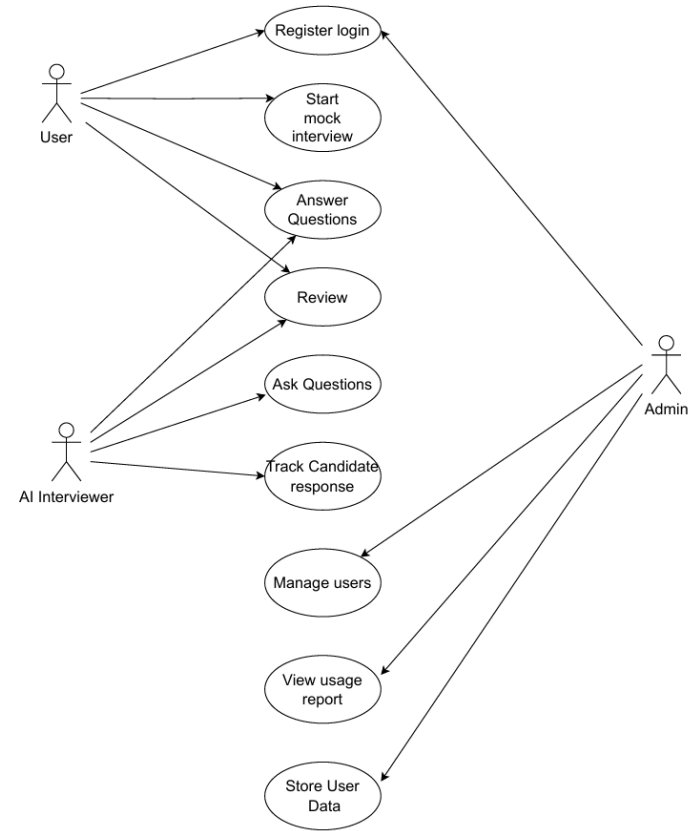 Register login
Start
mock
interview
User
Answer
Questions
Review
Ask Questions
Admin
Track Candidate
response
AI Interviewer
Manage users
View usage
report
Store User
Data